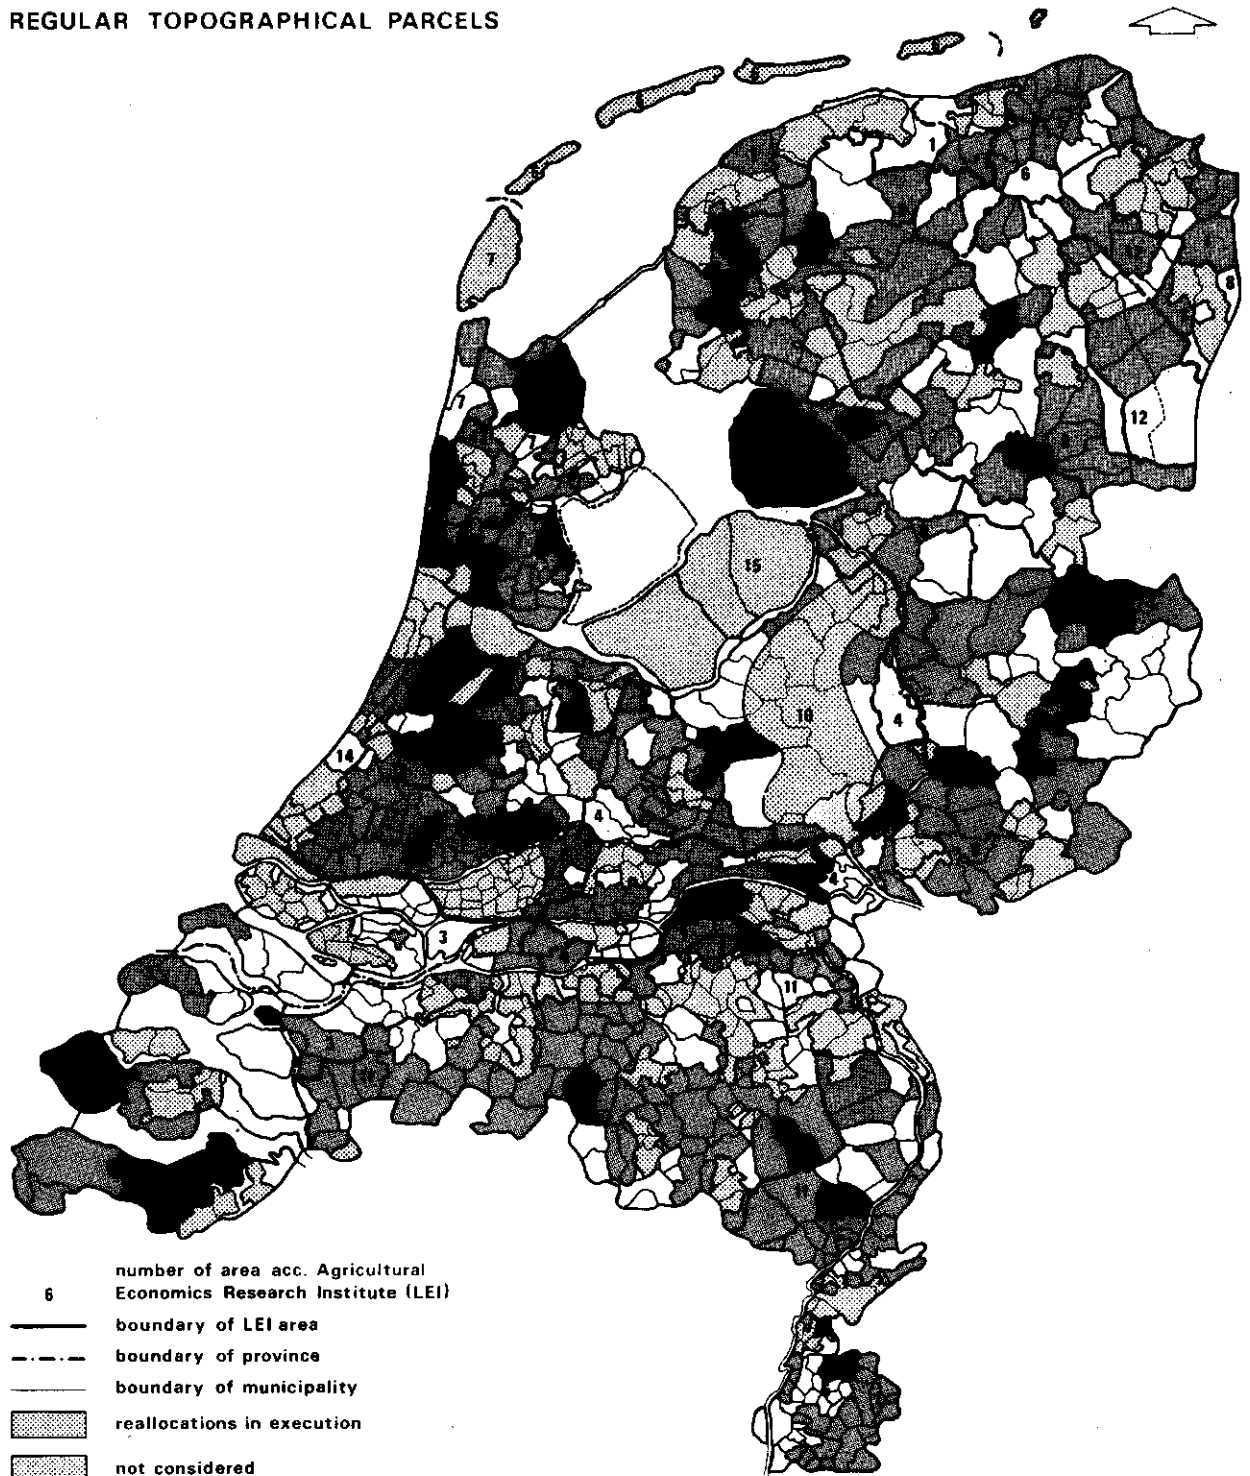 REGULAR TOPOGRAPHICAL PARCELS
1
6
7
12
8
7
12
15
10
4
14
4
4
3
11
11
number of area acc. Agricultural
6 Economics Research Institute (LEI)
boundary of LEI area
boundary of province
boundary of municipality
reallocations in execution
not considered